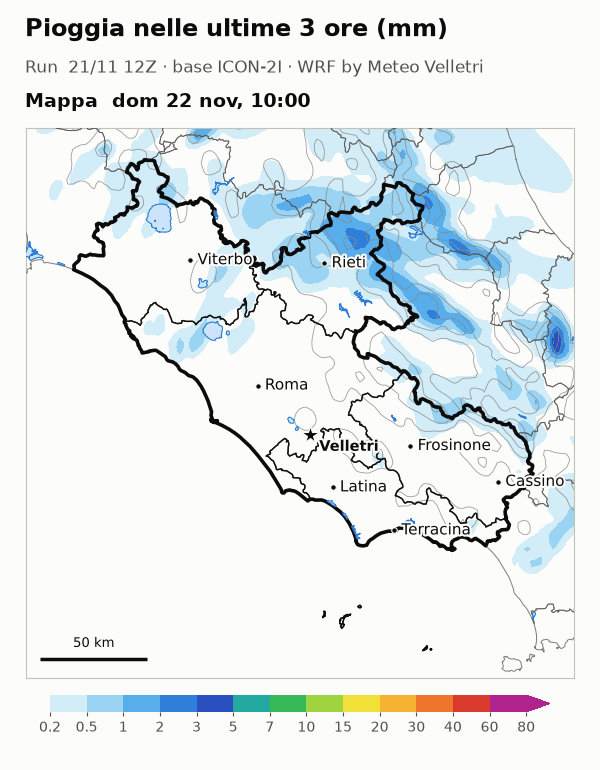 Pioggia nelle ultime 3 ore (mm)
Run  21/11 12Z · base ICON-2I · WRF by Meteo Velletri
Mappa  dom 22 nov, 10:00
Viterbo
Rieti
Roma
Velletri
Frosinone
Latina
Cassino
Terracina
50 km
0.2 0.5 1 2 3 5 7 10 15 20 30 40 60 80